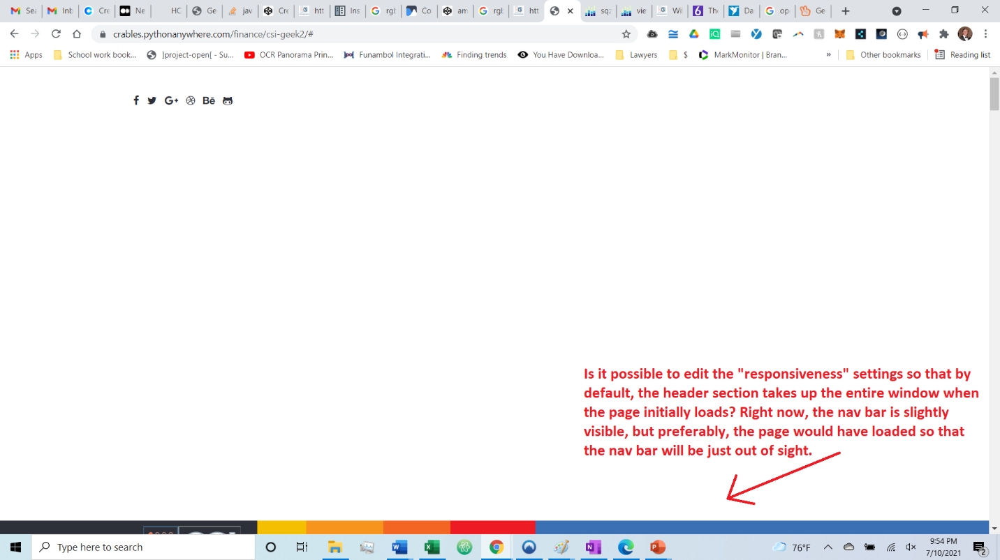 Sea
Inb
Cre
Ne
HC
Ge
jav
Cre
htt
Ins
rgb
Co
am
rgb
htt
sqz
vie
Wi
The
Da
op
Ge
crables.pythonanywhere.com/finance/csi-geek2/#
Apps
School work book...
]project-open[ - Su...
OCR Panorama Prin...
Funambol Integrati...
Finding trends
You Have Downloa...
Lawyers
$
MarkMonitor | Bran...
»
Other bookmarks
Reading list
G+
Bē
Is it possible to edit the "responsiveness" settings so that by
default, the header section takes up the entire window when
the page initially loads? Right now, the nav bar is slightly
visible, but preferably, the page would have loaded so that
the nav bar will be just out of sight.
Type here to search
76°F
9:54 PM
7/10/2021
2